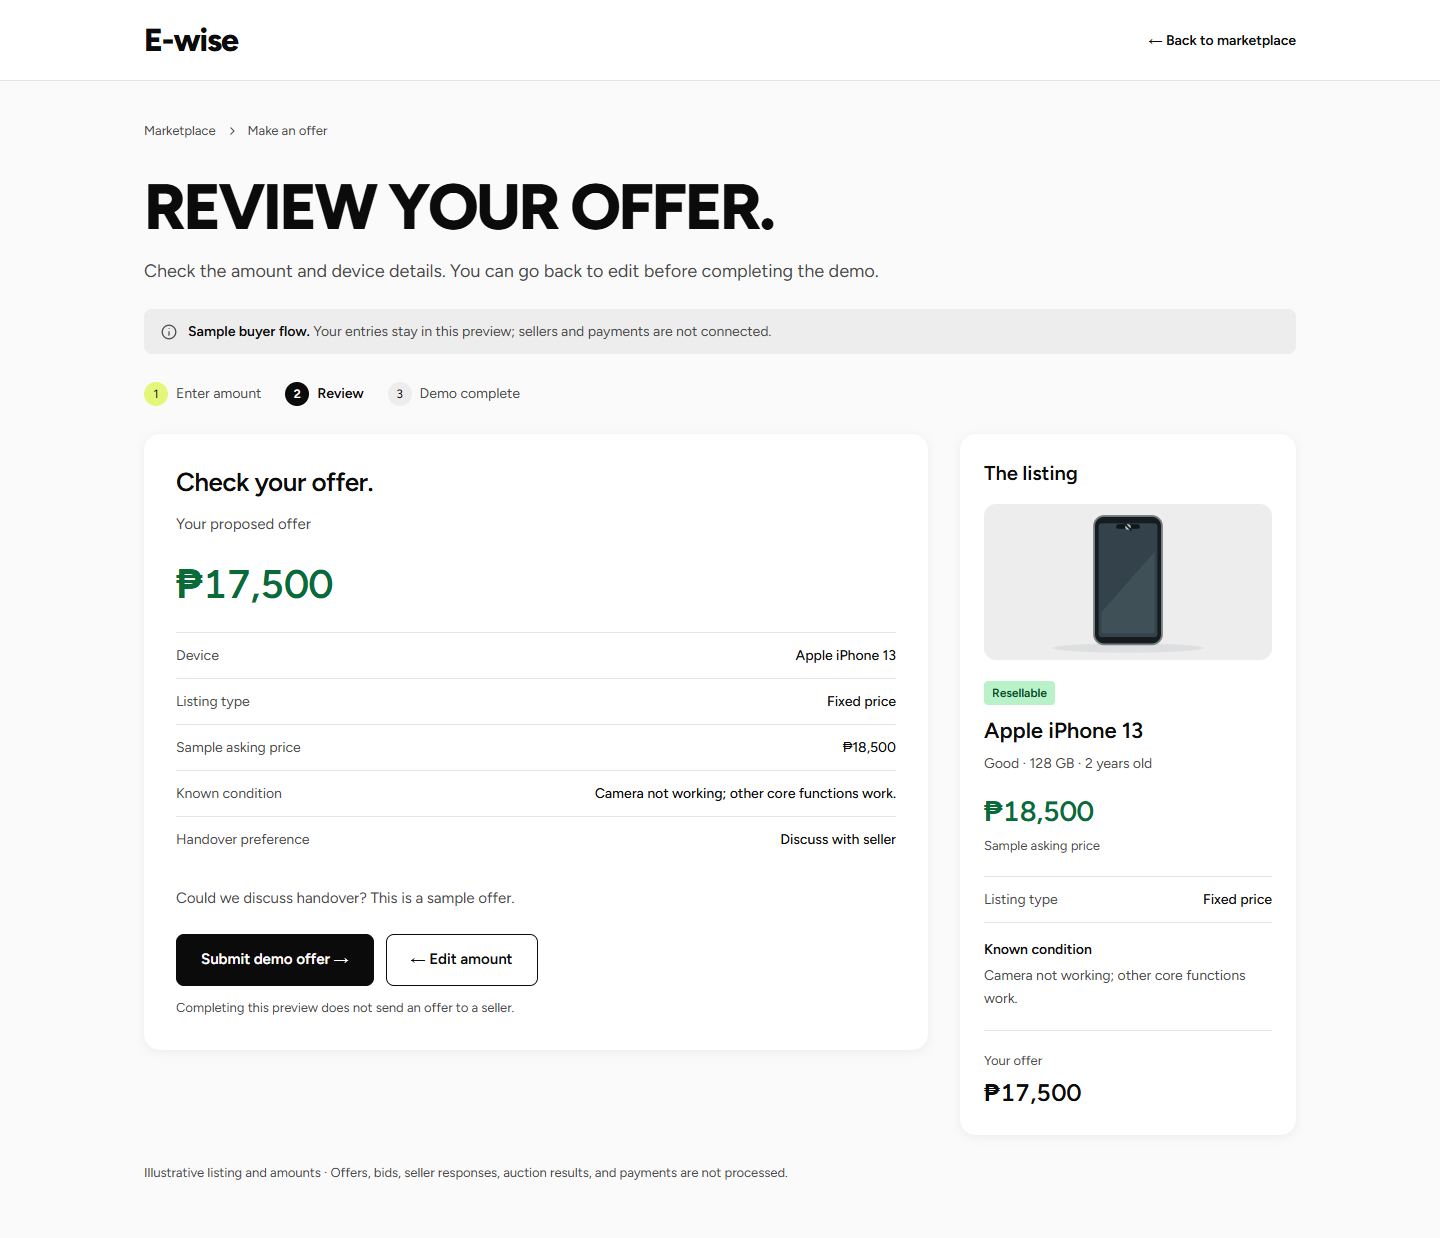 E-wise
← Back to marketplace
Marketplace > Make an offer
REVIEW YOUR OFFER.
Check the amount and device details. You can go back to edit before completing the demo.
Sample buyer flow. Your entries stay in this preview; sellers and payments are not connected.
1 Enter amount 2 Review 3 Demo complete
Check your offer.
Your proposed offer
₱17,500
Device Apple iPhone 13
Listing type Fixed price
Sample asking price ₱18,500
Known condition Camera not working; other core functions work.
Handover preference Discuss with seller
Could we discuss handover? This is a sample offer.
Submit demo offer → ← Edit amount
Completing this preview does not send an offer to a seller.
The listing
Resellable
Apple iPhone 13
Good · 128 GB · 2 years old
₱18,500
Sample asking price
Listing type Fixed price
Known condition
Camera not working; other core functions
work.
Your offer
₱17,500
Illustrative listing and amounts · Offers, bids, seller responses, auction results, and payments are not processed.